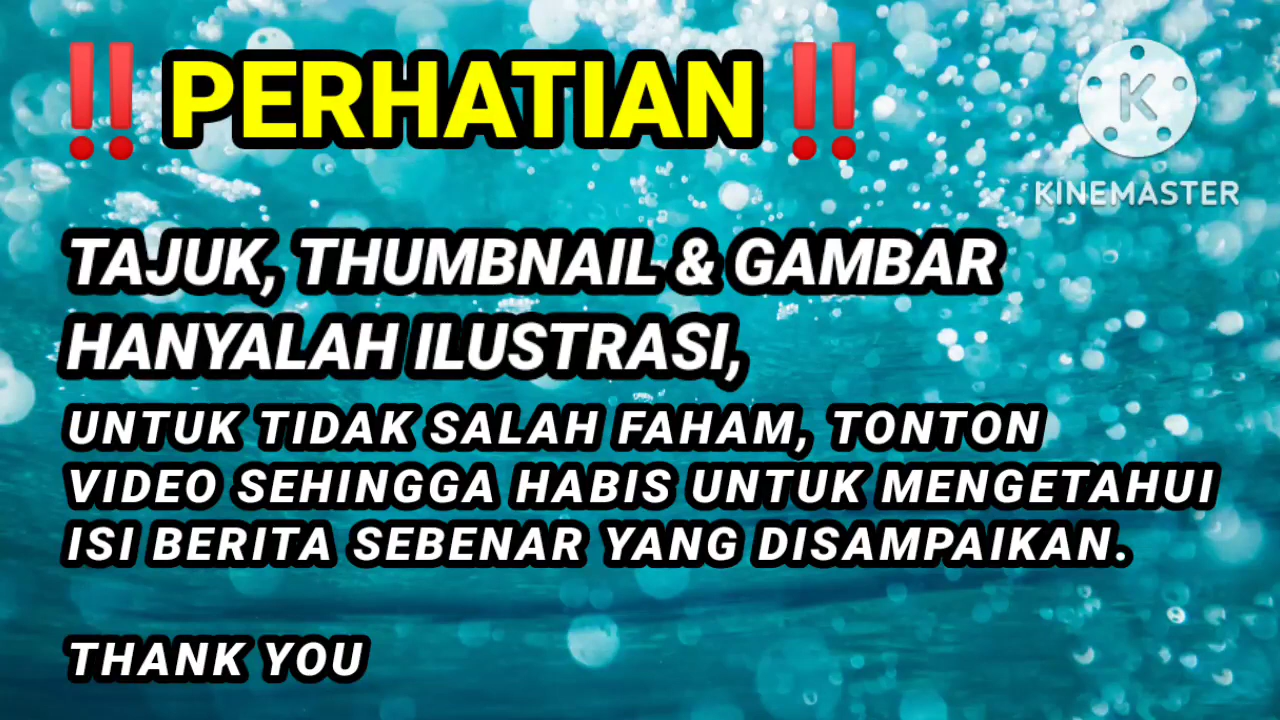 ‼PERHATIAN‼
K
KINEMASTER
TAJUK, THUMBNAIL & GAMBAR
HANYALAH ILUSTRASI,
UNTUK TIDAK SALAH FAHAM, TONTON
VIDEO SEHINGGA HABIS UNTUK MENGETAHUI
ISI BERITA SEBENAR YANG DISAMPAIKAN.
THANK YOU